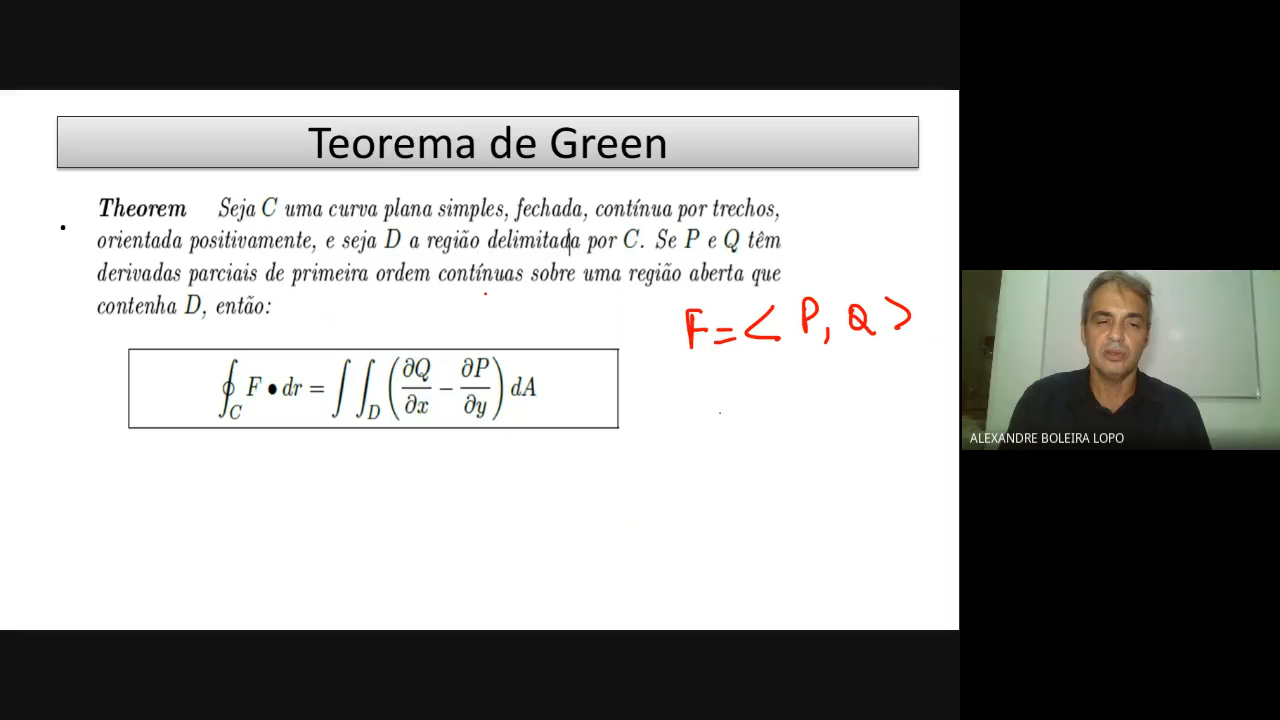 Teorema de Green
Theorem Seja C uma curva plana simples, fechada, contínua por trechos,
orientada positivamente, e seja D a região delimitada por C. Se P e Q têm
derivadas parciais de primeira ordem contínuas sobre uma região aberta que
contenha D, então:
F = < P, Q >
∮_C F • dr = ∫∫_D (∂Q/∂x − ∂P/∂y) dA
ALEXANDRE BOLEIRA LOPO